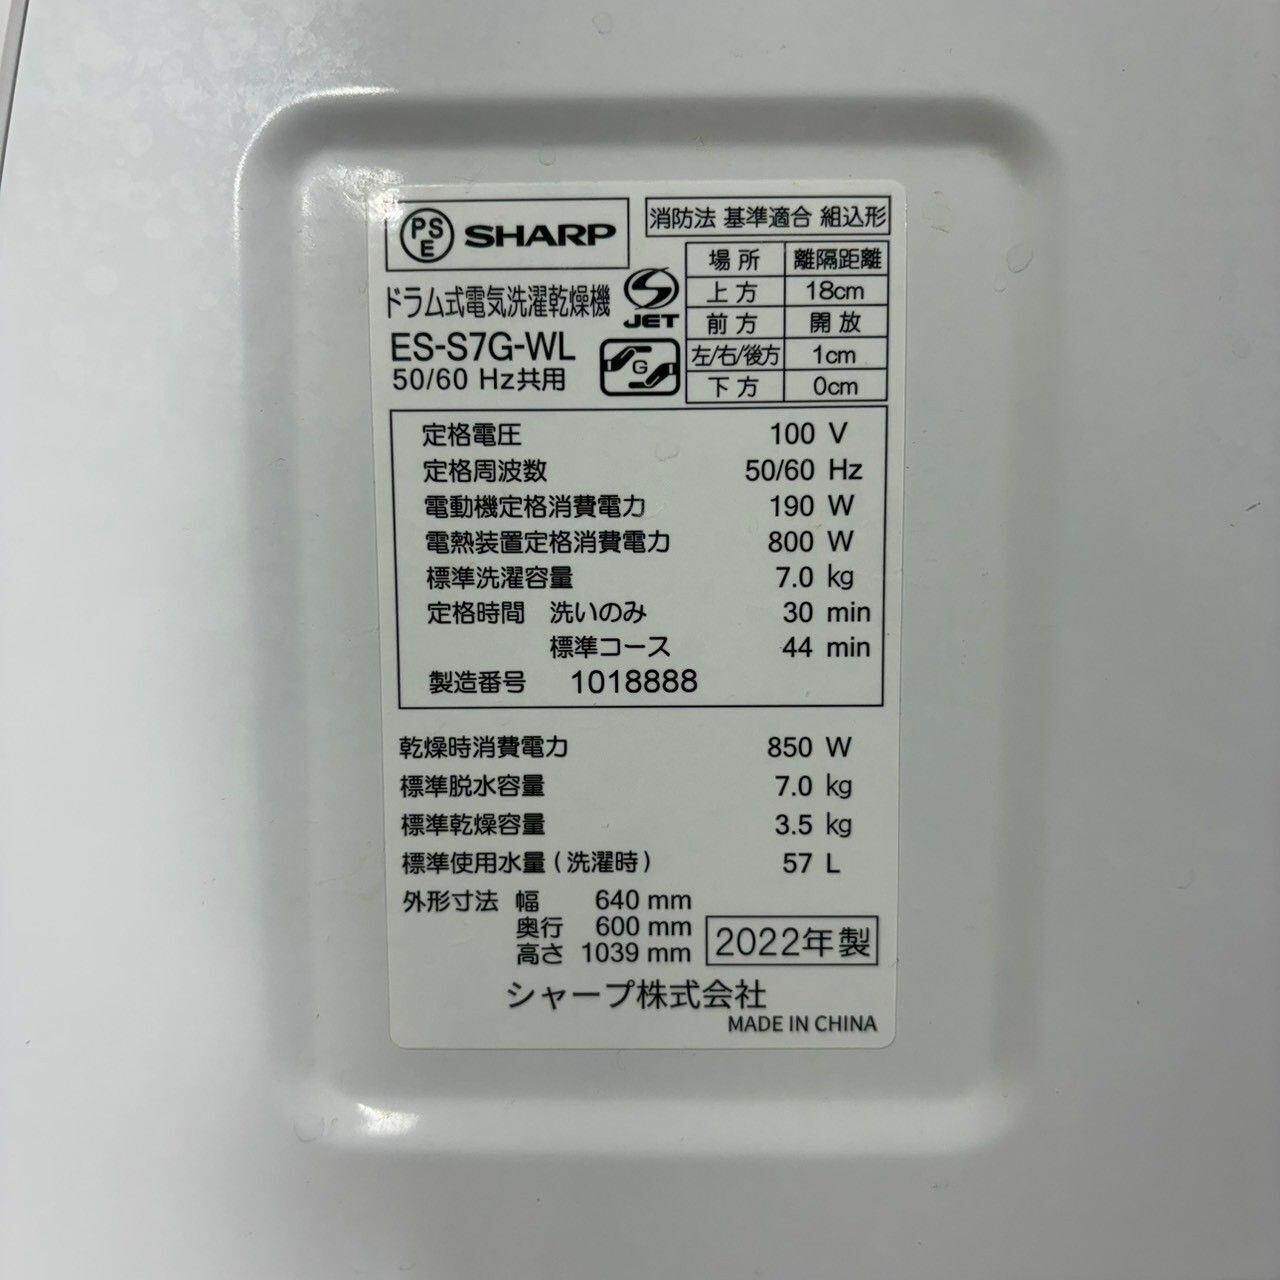 PSE SHARP
消防法 基準適合 組込形
場所 離隔距離
上方 18cm
前方 開放
左/右/後方 1cm
下方 0cm
ドラム式電気洗濯乾燥機
JET
ES-S7G-WL
G
50/60 Hz共用
定格電圧 100 V
定格周波数 50/60 Hz
電動機定格消費電力 190 W
電熱装置定格消費電力 800 W
標準洗濯容量 7.0 kg
定格時間 洗いのみ 30 min
標準コース 44 min
製造番号 1018888
乾燥時消費電力 850 W
標準脱水容量 7.0 kg
標準乾燥容量 3.5 kg
標準使用水量(洗濯時) 57 L
外形寸法 幅 640 mm
奥行 600 mm
高さ 1039 mm
2022年製
シャープ株式会社
MADE IN CHINA